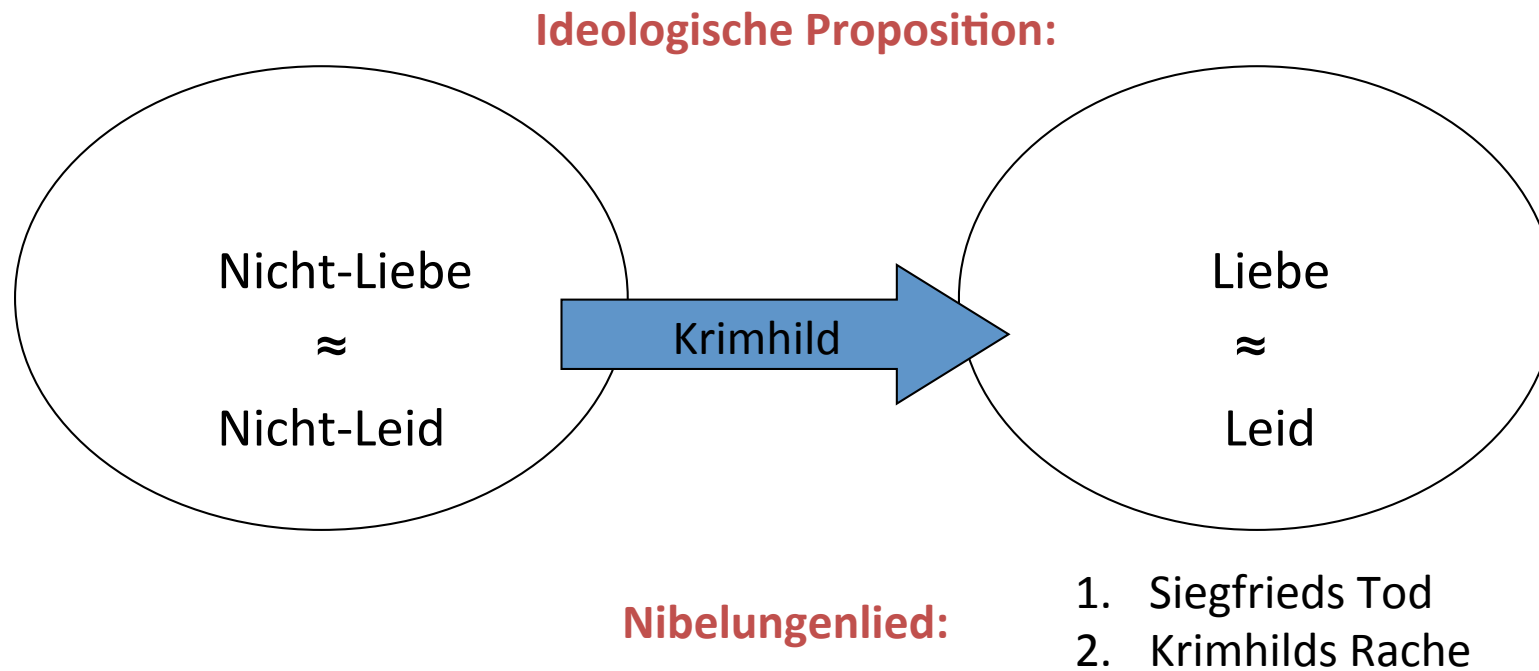 Ideologische Proposition:
Nicht-Liebe
≈
Nicht-Leid
Krimhild
Liebe
≈
Leid
Nibelungenlied:
1. Siegfrieds Tod
2. Krimhilds Rache